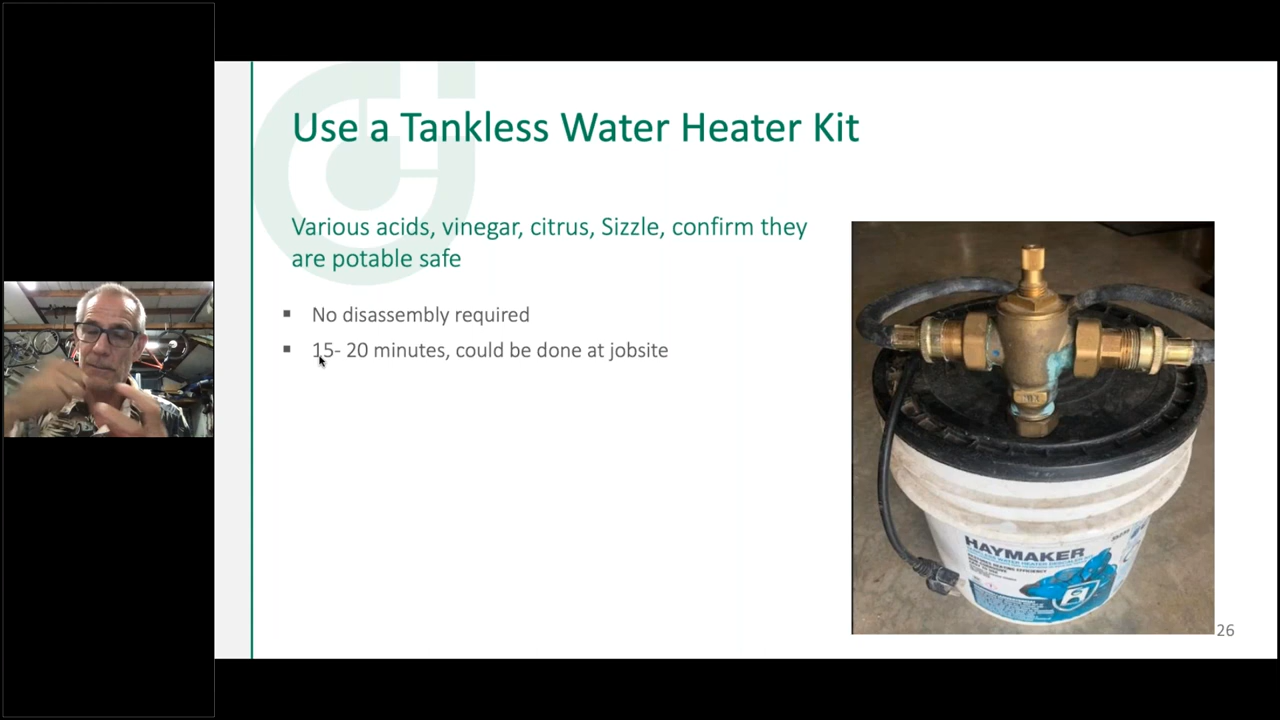 Use a Tankless Water Heater Kit
Various acids, vinegar, citrus, Sizzle, confirm they
are potable safe
▪ No disassembly required
▪ 15- 20 minutes, could be done at jobsite
HAYMAKER
26